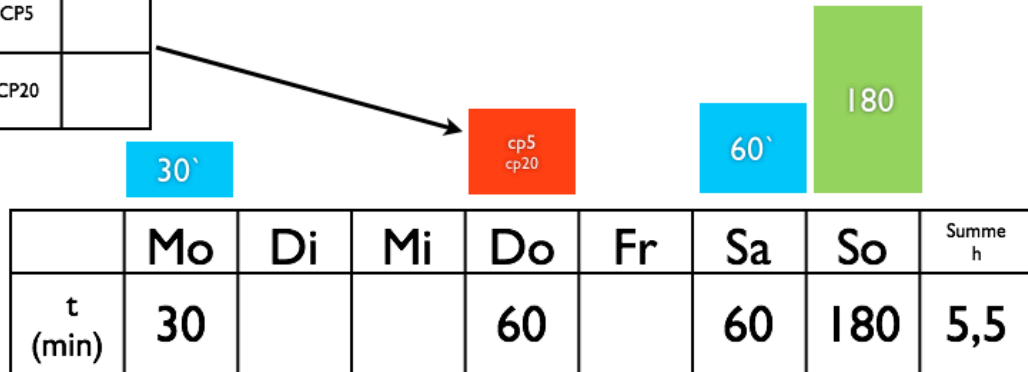 CP5
CP20
cp5
cp20
30`
60`
180
Mo Di Mi Do Fr Sa So Summe
h
t
(min) 30 60 60 180 5,5